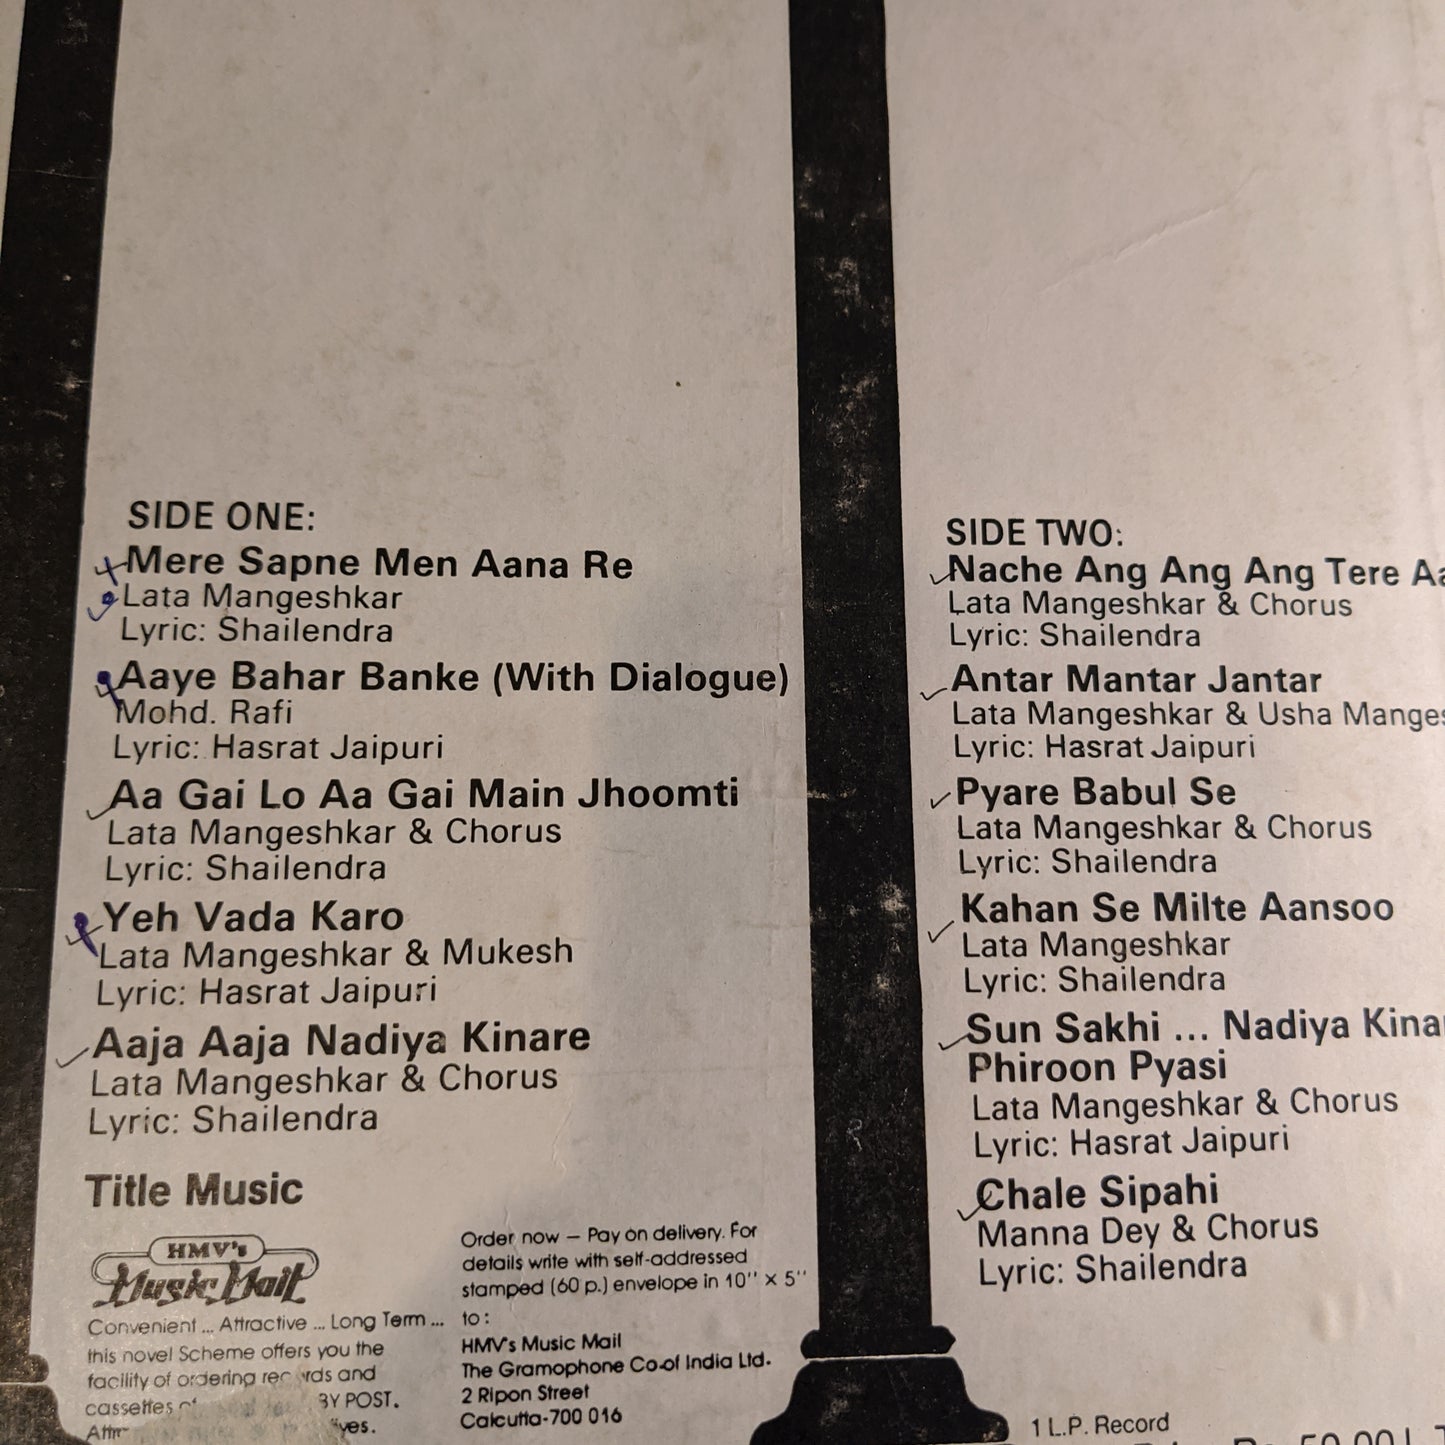 SIDE ONE:
Mere Sapne Men Aana Re
Lata Mangeshkar
Lyric: Shailendra
Aaye Bahar Banke (With Dialogue)
Mohd. Rafi
Lyric: Hasrat Jaipuri
Aa Gai Lo Aa Gai Main Jhoomti
Lata Mangeshkar & Chorus
Lyric: Shailendra
Yeh Vada Karo
Lata Mangeshkar & Mukesh
Lyric: Hasrat Jaipuri
Aaja Aaja Nadiya Kinare
Lata Mangeshkar & Chorus
Lyric: Shailendra
Title Music
HMV's
Music Mail
Convenient ... Attractive ... Long Term ...
this novel Scheme offers you the
facility of ordering and
cassettes BY POST.
Order now – Pay on delivery. For
details write with self-addressed
stamped (60 p.) envelope in 10'' × 5''
to:
HMV's Music Mail
The Gramophone Co. of India Ltd.
2 Ripon Street
Calcutta-700 016
SIDE TWO:
Nache Ang Ang Ang Tere
Lata Mangeshkar & Chorus
Lyric: Shailendra
Antar Mantar Jantar
Lata Mangeshkar & Usha
Lyric: Hasrat Jaipuri
Pyare Babul Se
Lata Mangeshkar & Chorus
Lyric: Shailendra
Kahan Se Milte Aansoo
Lata Mangeshkar
Lyric: Shailendra
Sun Sakhi ... Nadiya
Phiroon Pyasi
Lata Mangeshkar & Chorus
Lyric: Hasrat Jaipuri
Chale Sipahi
Manna Dey & Chorus
Lyric: Shailendra
1 L.P. Record